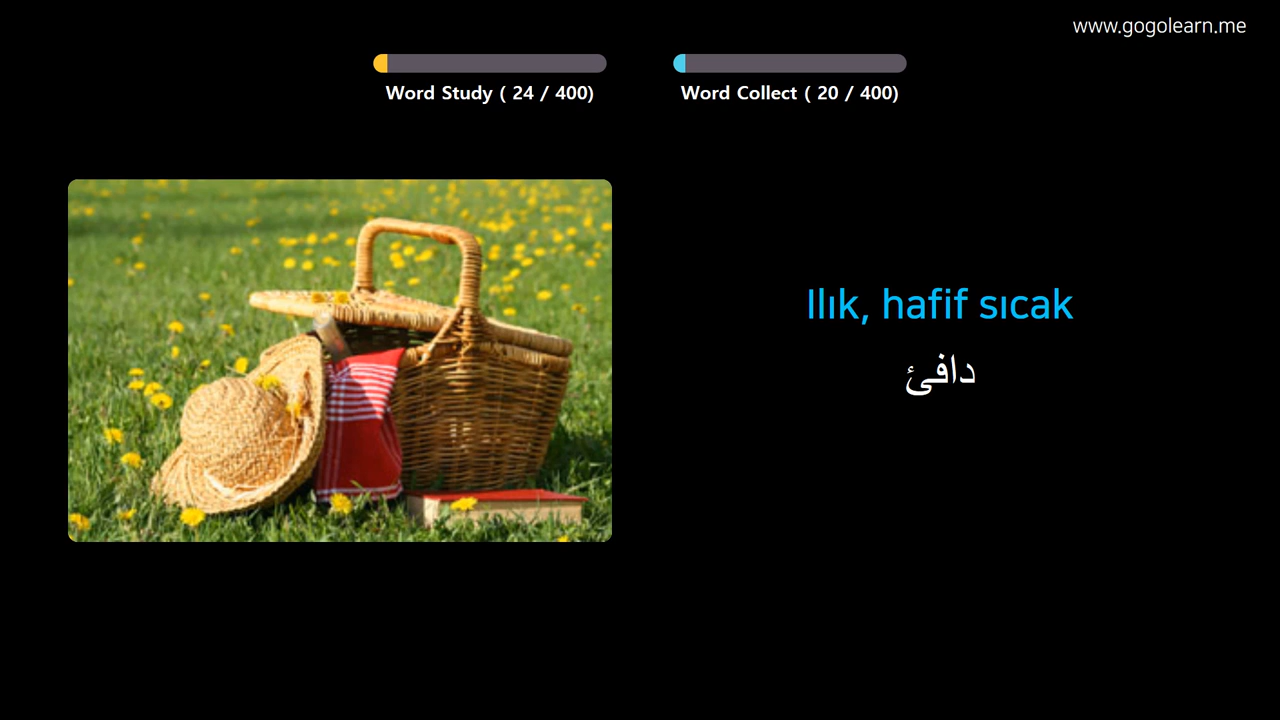 www.gogolearn.me
Word Study ( 24 / 400)
Word Collect ( 20 / 400)
Ilık, hafif sıcak
دافئ